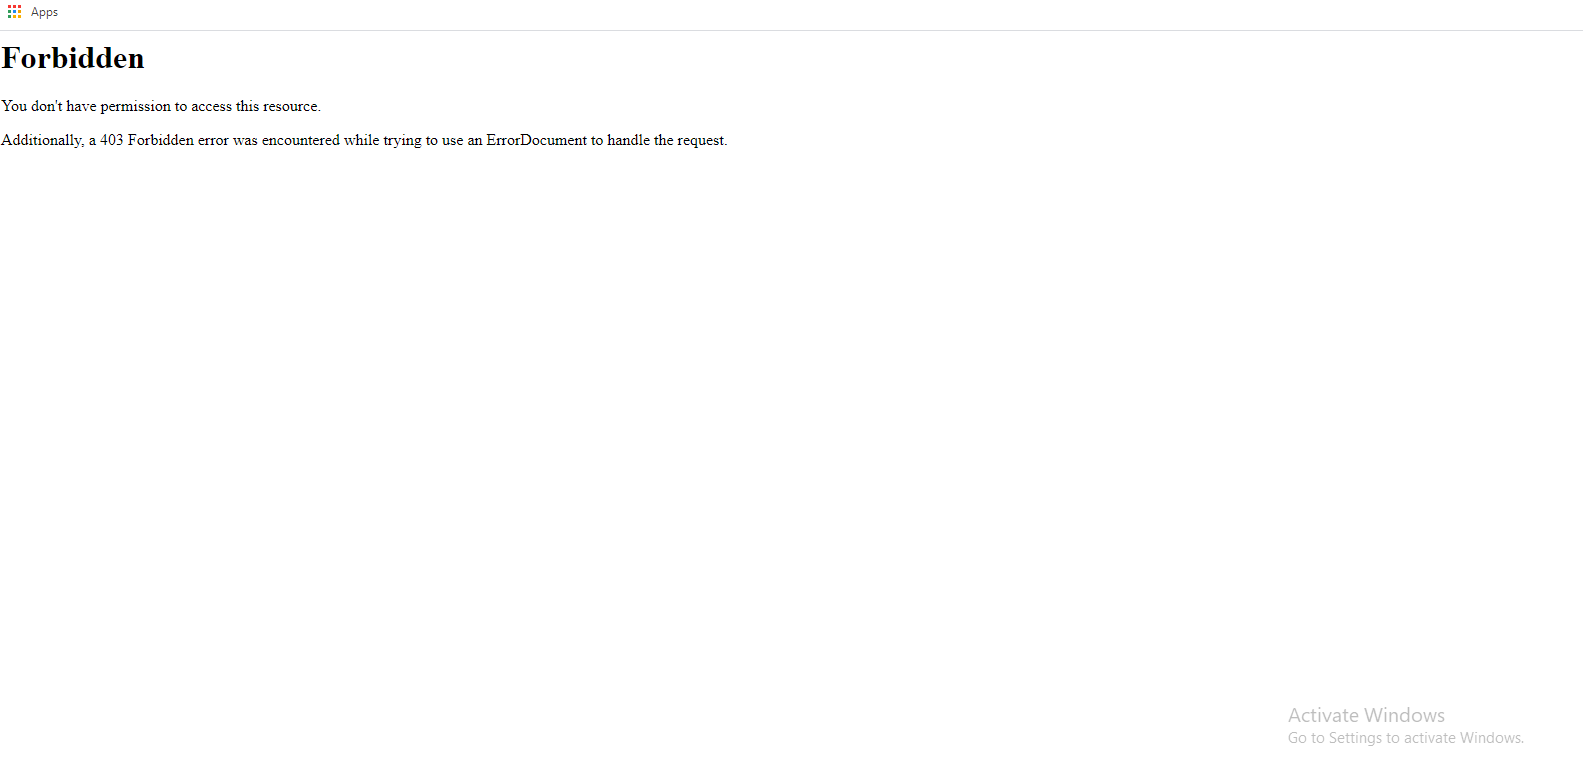 Apps
Forbidden
You don't have permission to access this resource.
Additionally, a 403 Forbidden error was encountered while trying to use an ErrorDocument to handle the request.
Activate Windows
Go to Settings to activate Windows.